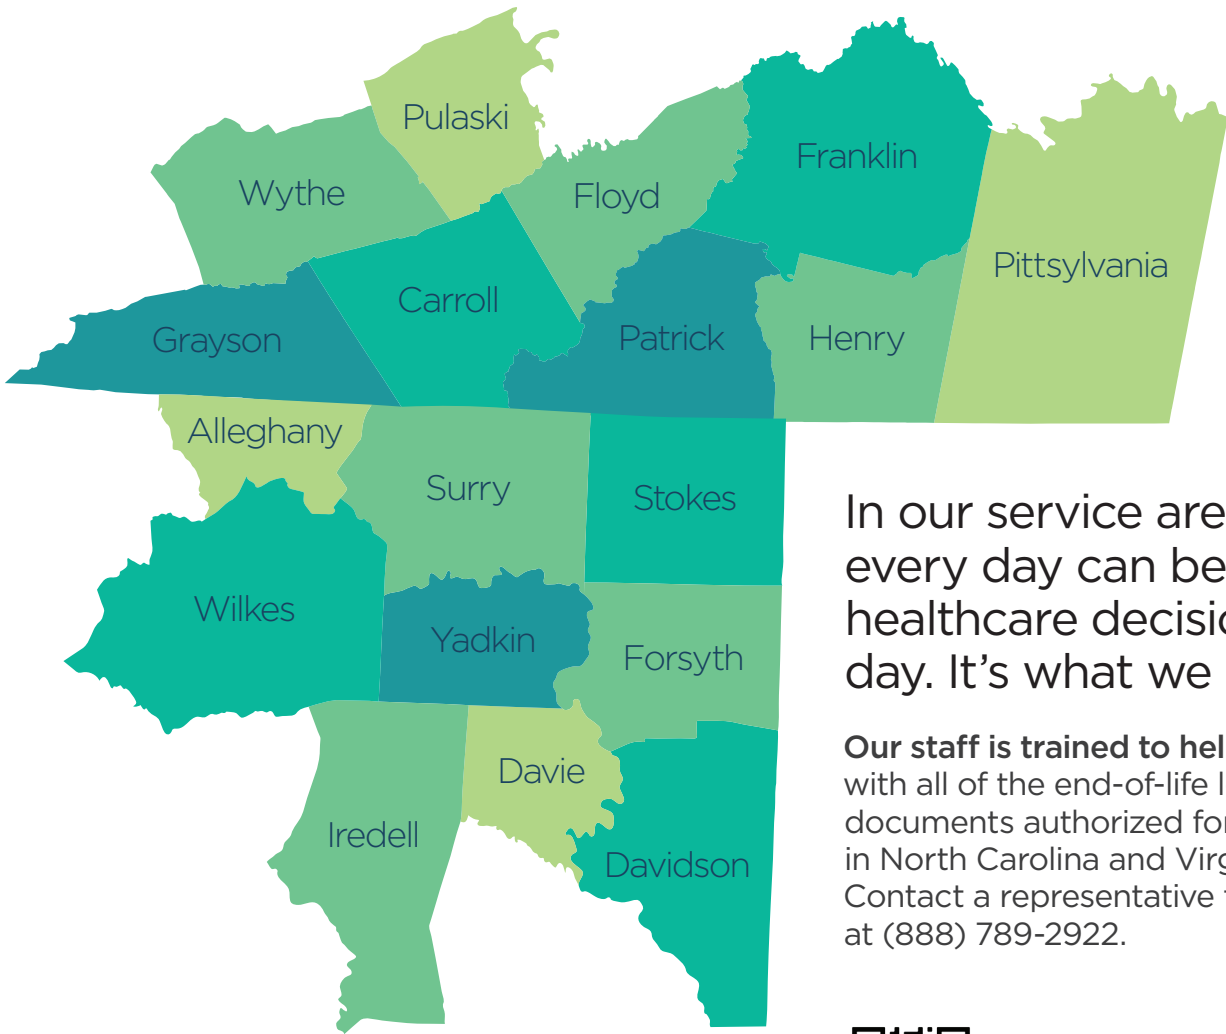 Pulaski
Wythe
Floyd
Franklin
Pittsylvania
Carroll
Grayson
Patrick
Henry
Alleghany
Surry
Stokes
Wilkes
Yadkin
Forsyth
Davie
Iredell
Davidson
In our service are
every day can be
healthcare decisio
day. It’s what we
Our staff is trained to hel
with all of the end-of-life l
documents authorized for
in North Carolina and Virg
Contact a representative t
at (888) 789-2922.